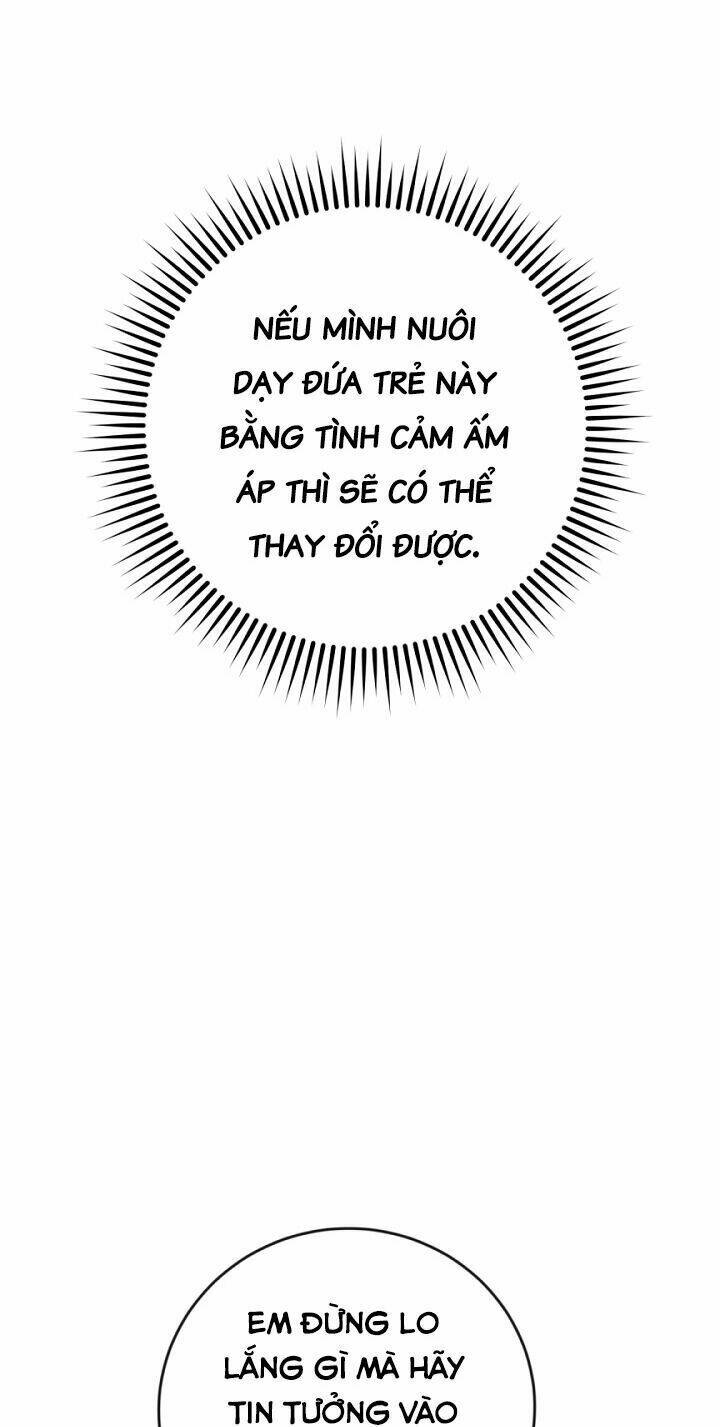 NẾU MÌNH NUÔI
DẠY ĐỨA TRẺ NÀY
BẰNG TÌNH CẢM ẤM
ÁP THÌ SẼ CÓ THỂ
THAY ĐỔI ĐƯỢC.
EM ĐỪNG LO
LẮNG GÌ MÀ HÃY
TIN TƯỞNG VÀO